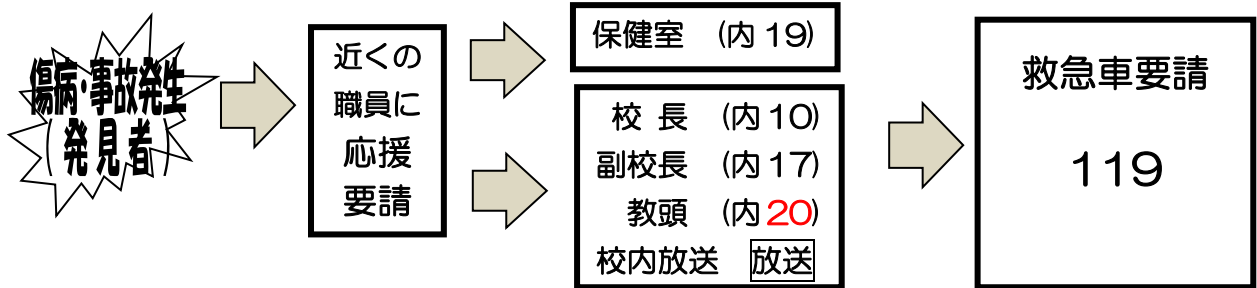 傷病・事故発生
(発見者)
近くの
職員に
応援
要請
保健室 (内 19)
校 長 (内 10)
副校長 (内 17)
教頭 (内 20)
校内放送 放送
救急車要請
119